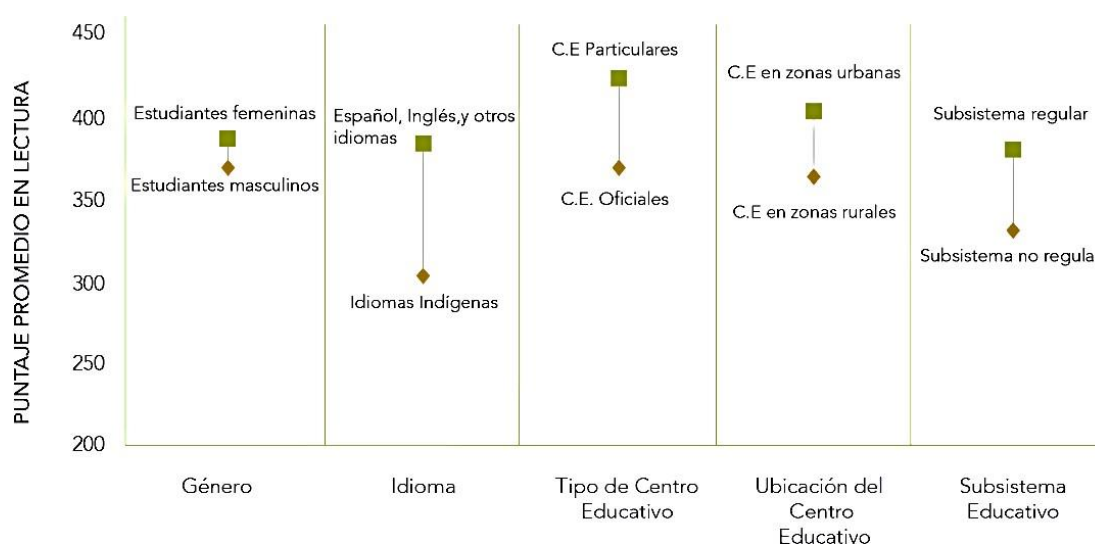 PUNTAJE PROMEDIO EN LECTURA
450
400
350
300
250
200
Estudiantes femeninas
Estudiantes masculinos
Español, Inglés,y otros
idiomas
Idiomas Indígenas
C.E Particulares
C.E. Oficiales
C.E en zonas urbanas
C.E en zonas rurales
Subsistema regular
Subsistema no regula
Género
Idioma
Tipo de Centro
Educativo
Ubicación del
Centro
Educativo
Subsistema
Educativo